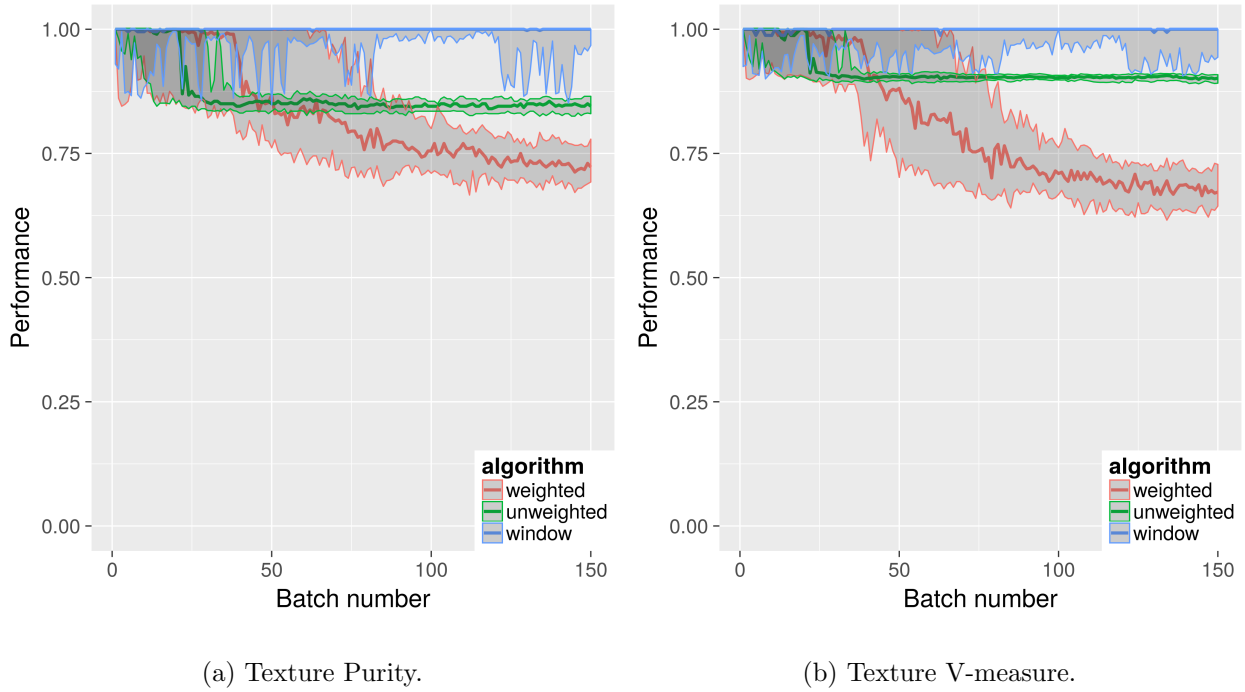 1.00
0.75
0.50
0.25
0.00
Performance
0
50
100
150
Batch number
algorithm
weighted
unweighted
window
(a) Texture Purity.
1.00
0.75
0.50
0.25
0.00
Performance
0
50
100
150
Batch number
algorithm
weighted
unweighted
window
(b) Texture V-measure.